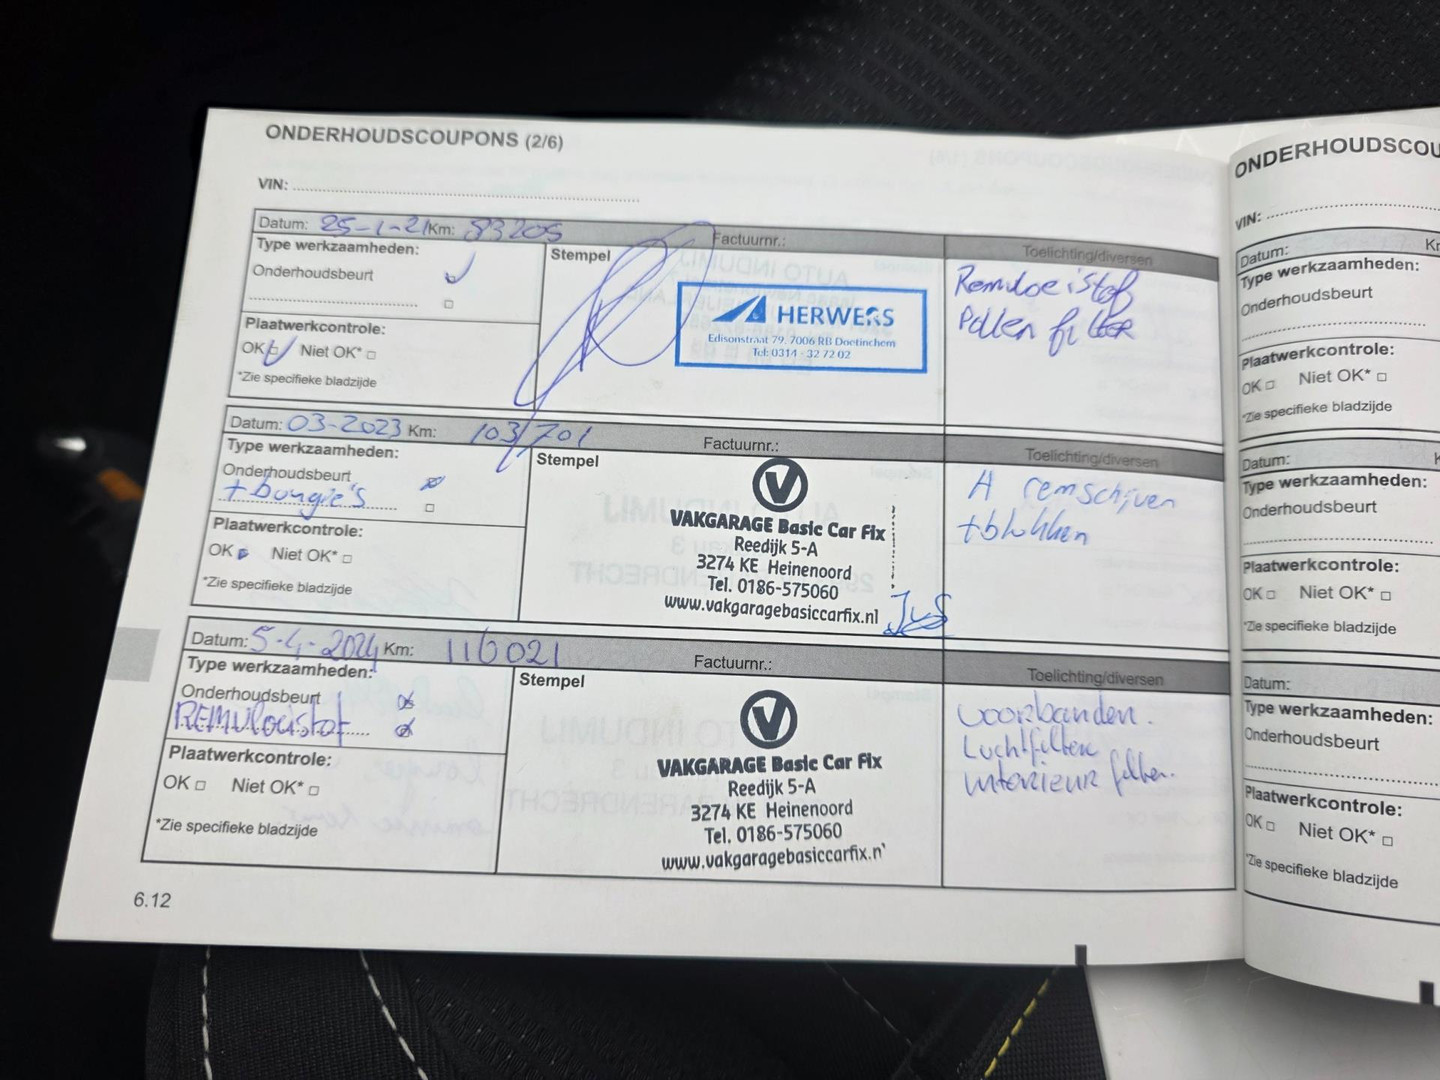 ONDERHOUDSCOUPONS (2/6)
VIN:
Datum: 25-1-21 Km: 83205 Factuurnr.: Toelichting/diversen
Type werkzaamheden:
Onderhoudsbeurt
Plaatwerkcontrole:
OK Niet OK*
*Zie specifieke bladzijde
Stempel
HERWERS
Edisonstraat 79, 7006 RB Doetinchem
Tel: 0314 - 32 72 02
Remvloeistof
Pollen filter
Datum: 03-2023 Km: 103701 Factuurnr.: Toelichting/diversen
Type werkzaamheden:
Onderhoudsbeurt
+ bougie's
Plaatwerkcontrole:
OK Niet OK*
*Zie specifieke bladzijde
Stempel
VAKGARAGE Basic Car Fix
Reedijk 5-A
3274 KE Heinenoord
Tel. 0186-575060
www.vakgaragebasiccarfix.nl
A remschijven
+blokken
Datum: 5-4-2024 Km: 116021 Factuurnr.: Toelichting/diversen
Type werkzaamheden:
Onderhoudsbeurt
REMVloeistof
Plaatwerkcontrole:
OK Niet OK*
*Zie specifieke bladzijde
Stempel
VAKGARAGE Basic Car Fix
Reedijk 5-A
3274 KE Heinenoord
Tel. 0186-575060
www.vakgaragebasiccarfix.n
voorbanden.
Luchtfilter
interieur filter.
6.12
ONDERHOUDSCOU
VIN:
Datum: K
Type werkzaamheden:
Onderhoudsbeurt
Plaatwerkcontrole:
OK Niet OK*
*Zie specifieke bladzijde
Datum: K
Type werkzaamheden:
Onderhoudsbeurt
Plaatwerkcontrole:
OK Niet OK*
*Zie specifieke bladzijde
Datum:
Type werkzaamheden:
Onderhoudsbeurt
Plaatwerkcontrole:
OK Niet OK*
*Zie specifieke bladzijde